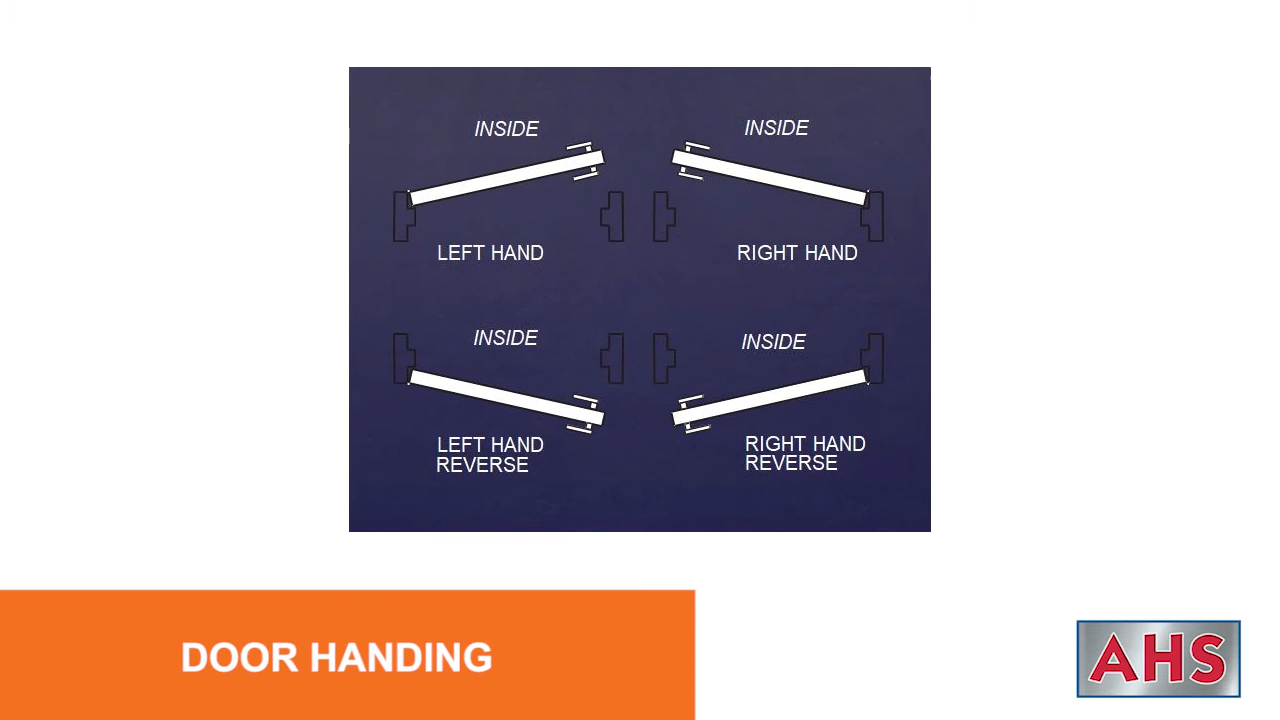 INSIDE
INSIDE
LEFT HAND
RIGHT HAND
INSIDE
INSIDE
LEFT HAND
REVERSE
RIGHT HAND
REVERSE
DOOR HANDING
AHS